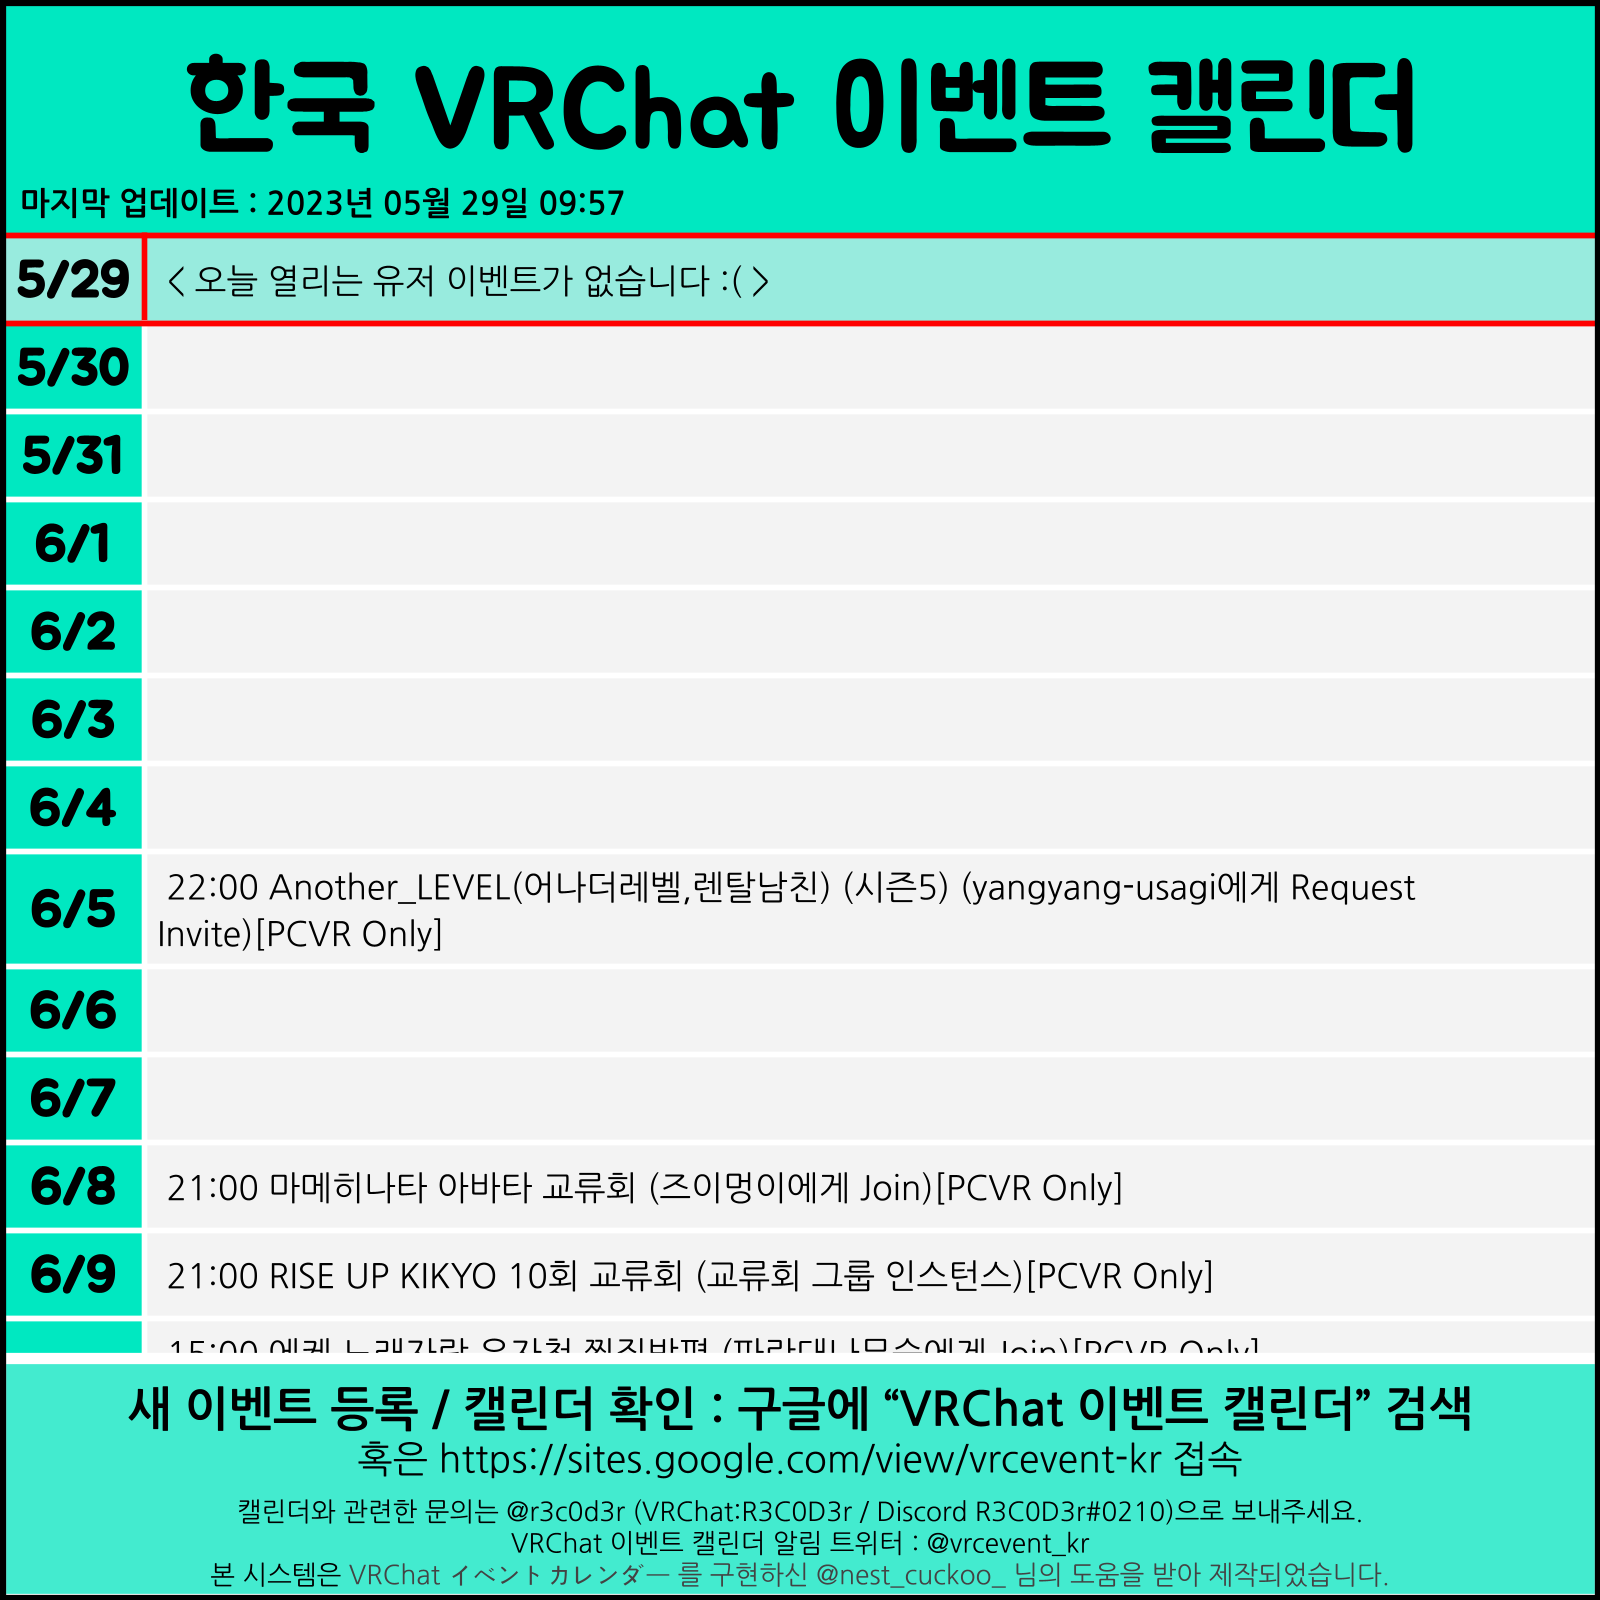 한국 VRChat 이벤트 캘린더
마지막 업데이트 : 2023년 05월 29일 09:57
5/29 < 오늘 열리는 유저 이벤트가 없습니다 :( >
5/30
5/31
6/1
6/2
6/3
6/4
6/5 22:00 Another_LEVEL(어나더레벨,렌탈남친) (시즌5) (yangyang-usagi에게 Request
Invite)[PCVR Only]
6/6
6/7
6/8 21:00 마메히나타 아바타 교류회 (즈이멍이에게 Join)[PCVR Only]
6/9 21:00 RISE UP KIKYO 10회 교류회 (교류회 그룹 인스턴스)[PCVR Only]
15:00 Join)[PCVR Only]
새 이벤트 등록 / 캘린더 확인 : 구글에 “VRChat 이벤트 캘린더” 검색
혹은 https://sites.google.com/view/vrcevent-kr 접속
캘린더와 관련한 문의는 @r3c0d3r (VRChat:R3C0D3r / Discord R3C0D3r#0210)으로 보내주세요.
VRChat 이벤트 캘린더 알림 트위터 : @vrcevent_kr
본 시스템은 VRChat イベントカレンダー 를 구현하신 @nest_cuckoo_ 님의 도움을 받아 제작되었습니다.